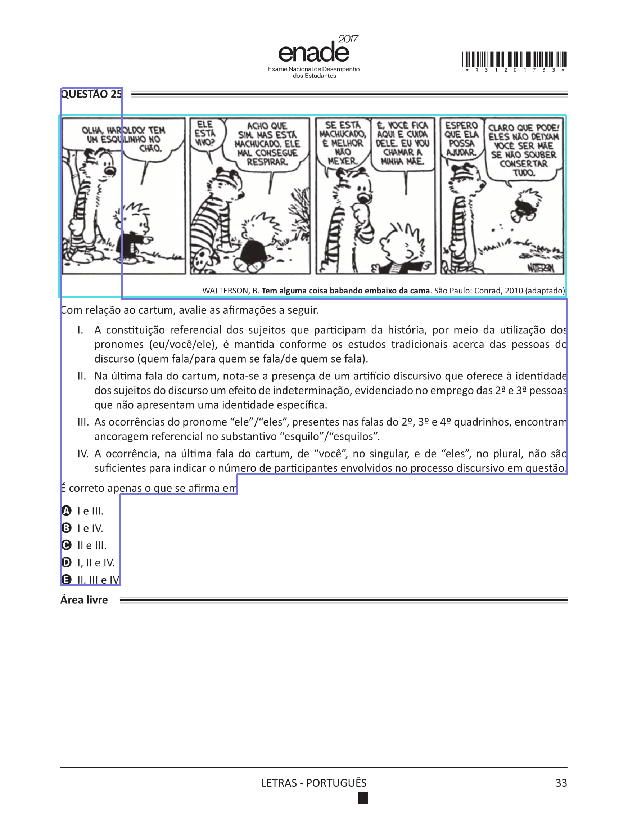 2017
enade
Exame Nacional de Desempenho
dos Estudantes
*R3312017 53*
QUESTÃO 25
OLHA, HAROLDO! TEM
UM ESQUILINHO NO
CHÃO.
ELE
ESTÁ
VIVO?
ACHO QUE
SIM, MAS ESTÁ
MACHUCADO. ELE
MAL CONSEGUE
RESPIRAR.
SE ESTÁ
MACHUCADO,
É MELHOR
NÃO
MEXER.
É, VOCÊ FICA
AQUI E CUIDA
DELE. EU VOU
CHAMAR A
MINHA MÃE.
ESPERO
QUE ELA
POSSA
AJUDAR.
CLARO QUE PODE!
ELES NÃO DEIXAM
VOCÊ SER MÃE
SE NÃO SOUBER
CONSERTAR
TUDO.
WATTERSON
WALTERSON, B. Tem alguma coisa babando embaixo da cama. São Paulo: Conrad, 2010 (adaptado).
Com relação ao cartum, avalie as afirmações a seguir.
I. A constituição referencial dos sujeitos que participam da história, por meio da utilização dos
pronomes (eu/você/ele), é mantida conforme os estudos tradicionais acerca das pessoas do
discurso (quem fala/para quem se fala/de quem se fala).
II. Na última fala do cartum, nota-se a presença de um artifício discursivo que oferece à identidade
dos sujeitos do discurso um efeito de indeterminação, evidenciado no emprego das 2ª e 3ª pessoas
que não apresentam uma identidade específica.
III. As ocorrências do pronome “ele”/“eles”, presentes nas falas do 2º, 3º e 4º quadrinhos, encontram
ancoragem referencial no substantivo “esquilo”/“esquilos”.
IV. A ocorrência, na última fala do cartum, de “você”, no singular, e de “eles”, no plural, não são
suficientes para indicar o número de participantes envolvidos no processo discursivo em questão.
É correto apenas o que se afirma em
A I e III.
B I e IV.
C II e III.
D I, II e IV.
E II, III e IV
Área livre
LETRAS - PORTUGUÊS
33